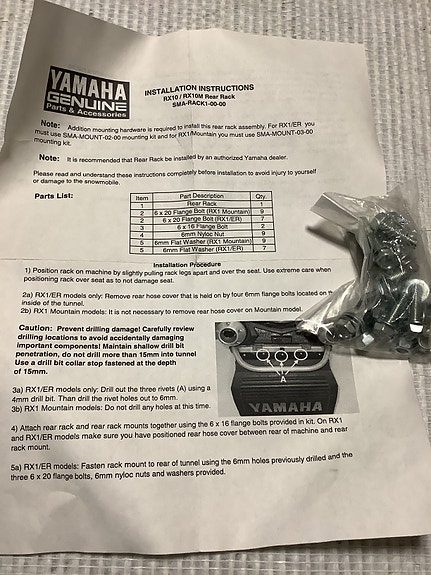 YAMAHA
GENUINE
Parts & Accessories
INSTALLATION INSTRUCTIONS
RX10 / RX10M Rear Rack
SMA-RACK1-00-00
Note: Addition mounting hardware is required to install this rear rack assembly. For RX1/ER you
must use SMA-MOUNT-02-00 mounting kit and for RX1/Mountain you must use SMA-MOUNT-03-00
mounting kit.
Note: It is recommended that Rear Rack be installed by an authorized Yamaha dealer.
Please read and understand these instructions completely before installation to avoid injury to yourself
or damage to the snowmobile.
Parts List:
Item Part Description Qty.
1 Rear Rack 1
2 6 x 20 Flange Bolt (RX1 Mountain) 9
2 6 x 20 Flange Bolt (RX1/ER) 7
3 6 x 16 Flange Bolt 2
4 6mm Nyloc Nut 9
5 6mm Flat Washer (RX1 Mountain) 9
5 6mm Flat Washer (RX1/ER) 7
Installation Procedure
1) Position rack on machine by slightly pulling rack legs apart and over the seat. Use extreme care when
positioning rack over seat as to not damage seat.
2a) RX1/ER models only: Remove rear hose cover that is held on by four 6mm flange bolts located on the
inside of the tunnel.
2b) RX1 Mountain models: It is not necessary to remove rear hose cover on Mountain model.
Caution: Prevent drilling damage! Carefully review
drilling locations to avoid accidentally damaging
important components! Maintain shallow drill bit
penetration, do not drill more than 15mm into tunnel
Use a drill bit collar stop fastened at the depth
of 15mm.
3a) RX1/ER models only: Drill out the three rivets (A) using a
4mm drill bit. Than drill the rivet holes out to 6mm.
3b) RX1 Mountain Models: Do not drill any holes at this time.
A
YAMAHA
4) Attach rear rack and rear rack mounts together using the 6 x 16 flange bolts provided in kit. On RX1
and RX1/ER models make sure you have positioned rear hose cover between rear of machine and rear
rack mount.
5a) RX1/ER models: Fasten rack mount to rear of tunnel using the 6mm holes previously drilled and the
three 6 x 20 flange bolts, 6mm nyloc nuts and washers provided.